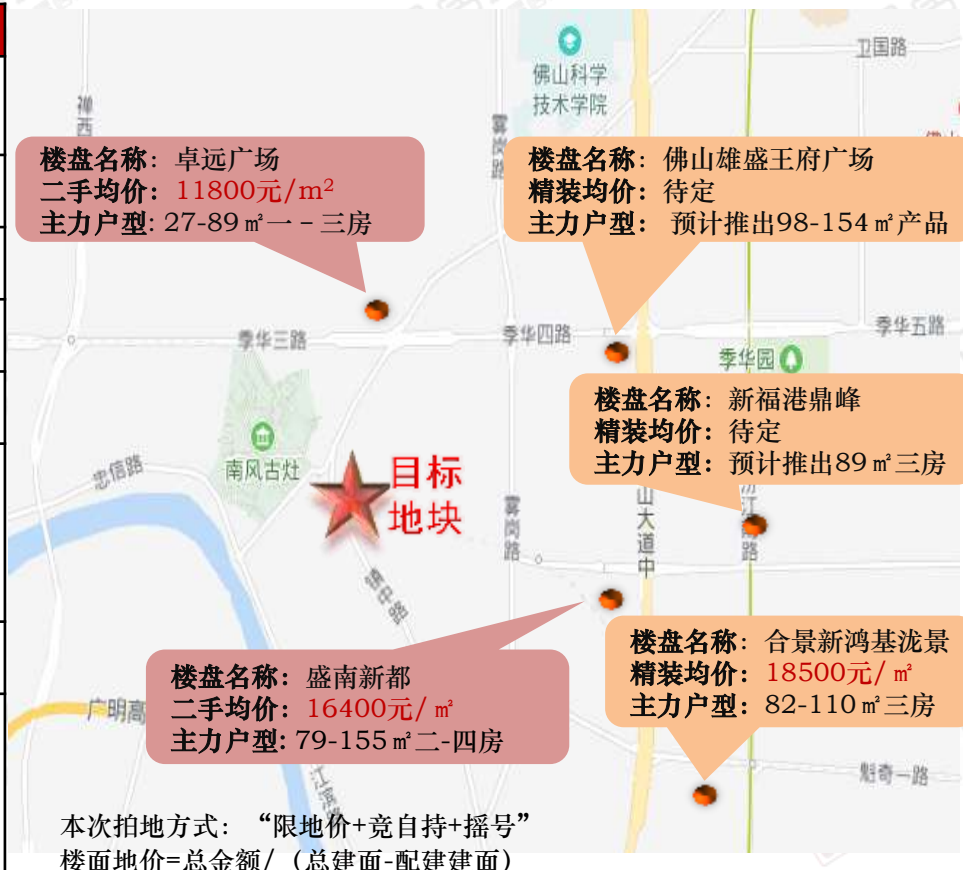 卫国路
佛山科学
技术学院
禅西
雾岗路
楼盘名称：卓远广场
二手均价：11800元/m²
主力户型: 27-89㎡一–三房
楼盘名称：佛山雄盛王府广场
精装均价：待定
主力户型： 预计推出98-154㎡产品
季华三路
季华四路
季华五路
季华园
楼盘名称：新福港鼎峰
精装均价：待定
主力户型：预计推出89㎡三房
忠信路
南风古灶
目标
地块
雾岗路
山大道中
路
镇中路
楼盘名称：盛南新都
二手均价：16400元/㎡
主力户型: 79-155㎡二-四房
楼盘名称：合景新鸿基泷景
精装均价：18500元/㎡
主力户型：82-110㎡三房
广明高
魁奇一路
本次拍地方式：“限地价+竞自持+摇号”
楼面地价=总金额/（总建面-配建建面）